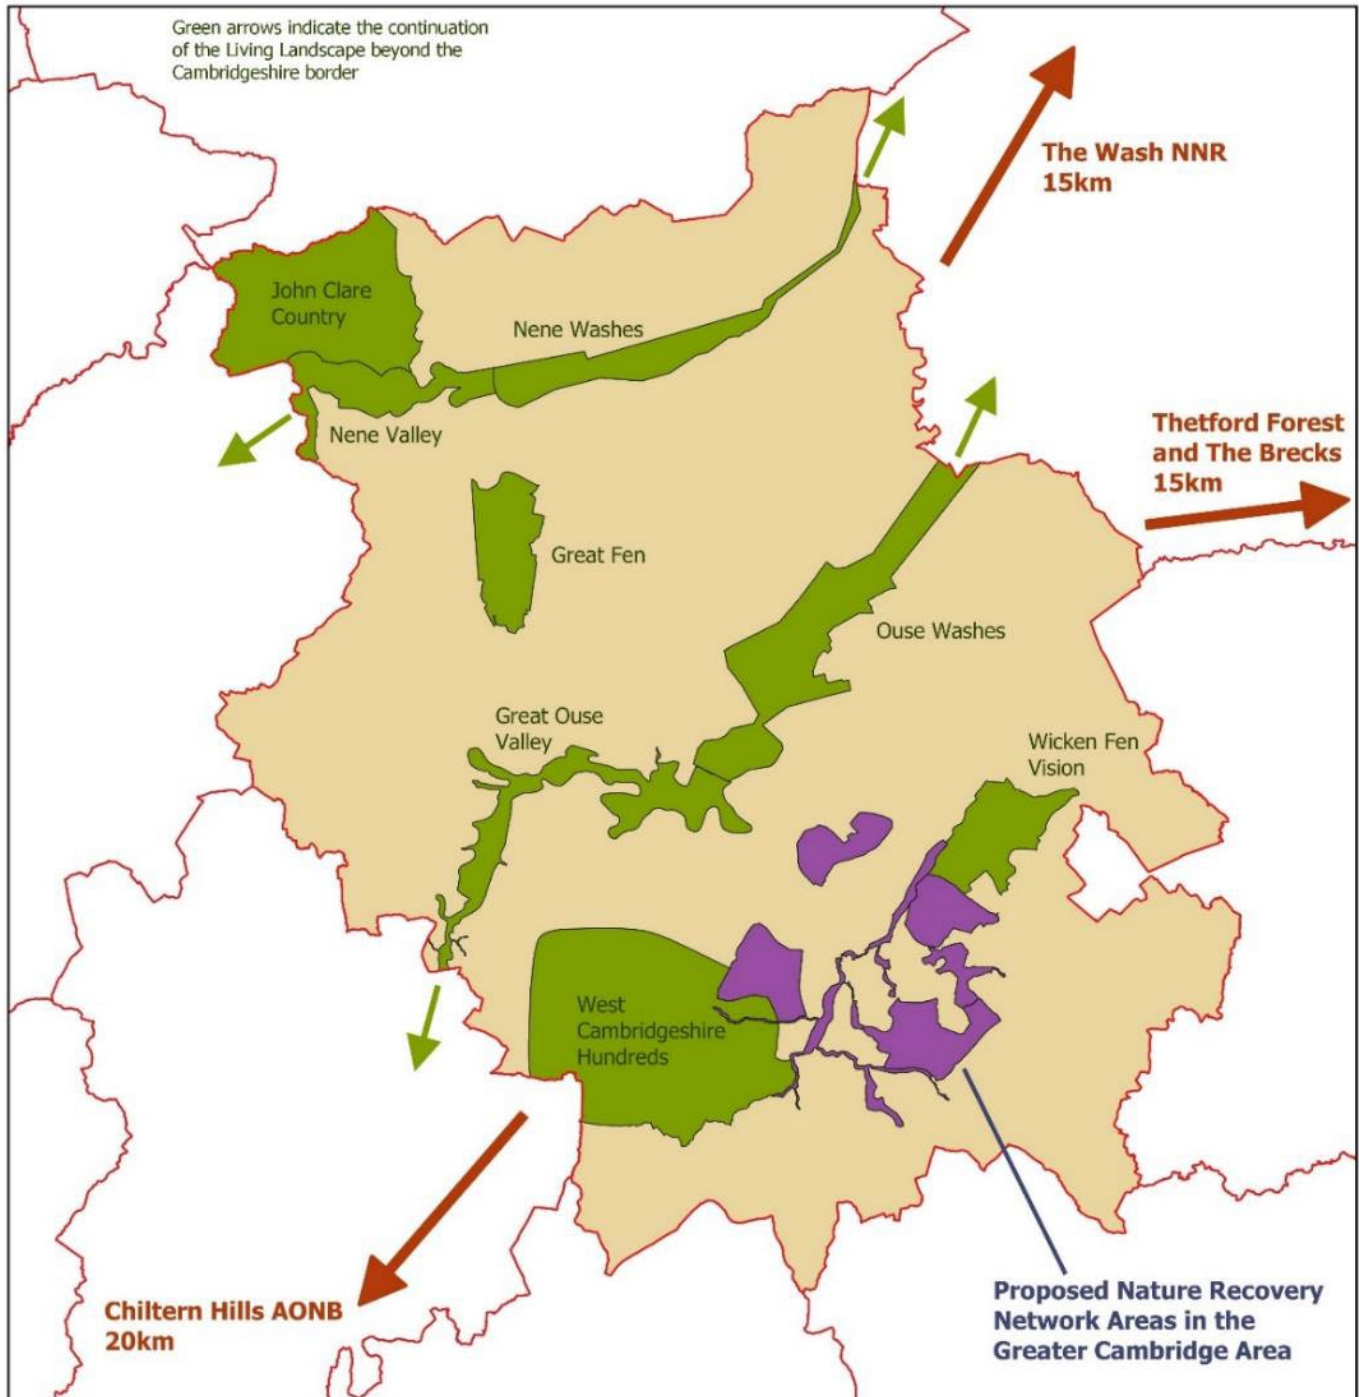 Green arrows indicate the continuation
of the Living Landscape beyond the
Cambridgeshire border
The Wash NNR
15km
John Clare
Country
Nene Washes
Thetford Forest
and The Brecks
15km
Nene Valley
Great Fen
Ouse Washes
Great Ouse
Valley
Wicken Fen
Vision
West
Cambridgeshire
Hundreds
Chiltern Hills AONB
20km
Proposed Nature Recovery
Network Areas in the
Greater Cambridge Area